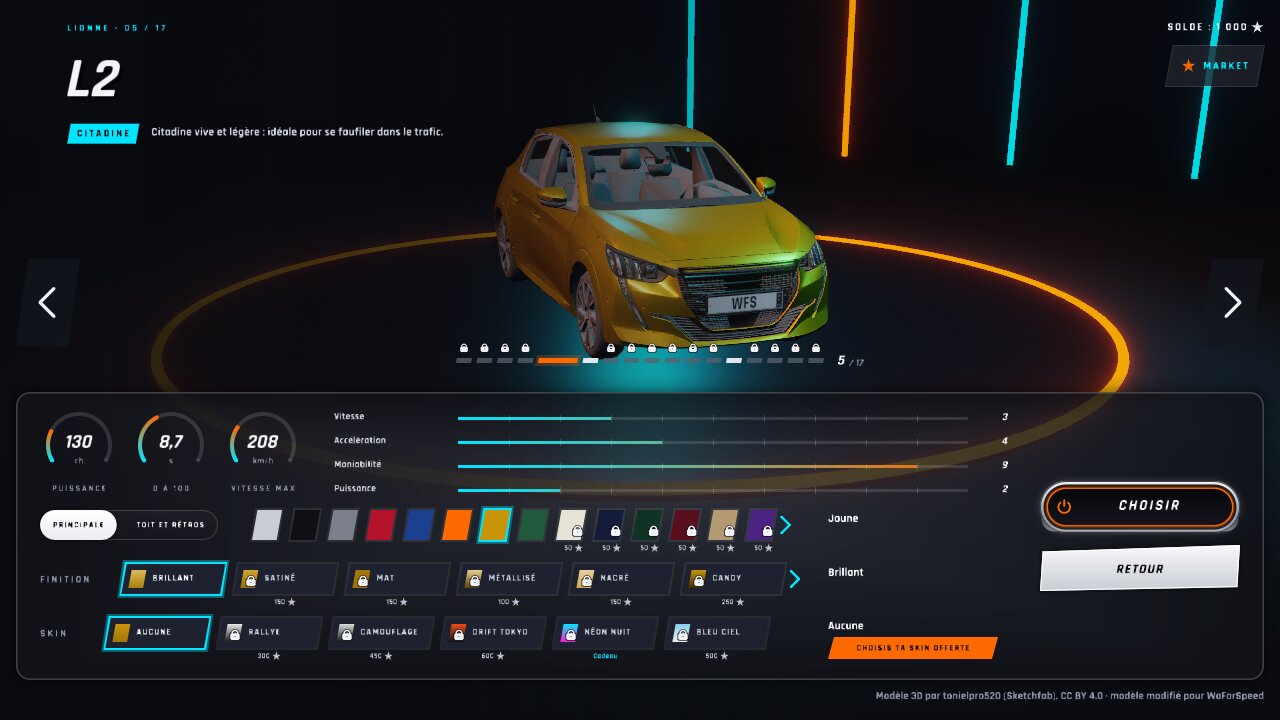 LIONNE · 05 / 17
L2
CITADINE
Citadine vive et légère : idéale pour se faufiler dans le trafic.
SOLDE : 1 000 ★
★ MARKET
WFS
5 / 17
130
ch
PUISSANCE
8,7
s
0 À 100
208
km/h
VITESSE MAX
Vitesse 3
Accélération 4
Maniabilité 9
Puissance 2
PRINCIPALE TOIT ET RÉTROS
50 ★ 50 ★ 50 ★ 50 ★ 50 ★ 50 ★
Jaune
FINITION BRILLANT SATINÉ MAT MÉTALLISÉ NACRÉ CANDY
150 ★ 150 ★ 100 ★ 150 ★ 250 ★
Brillant
SKIN AUCUNE RALLYE CAMOUFLAGE DRIFT TOKYO NÉON NUIT BLEU CIEL
300 ★ 450 ★ 600 ★ Cadeau 500 ★
Aucune
CHOISIS TA SKIN OFFERTE
CHOISIR
RETOUR
Modèle 3D par tonielpro520 (Sketchfab), CC BY 4.0 · modèle modifié pour WaForSpeed